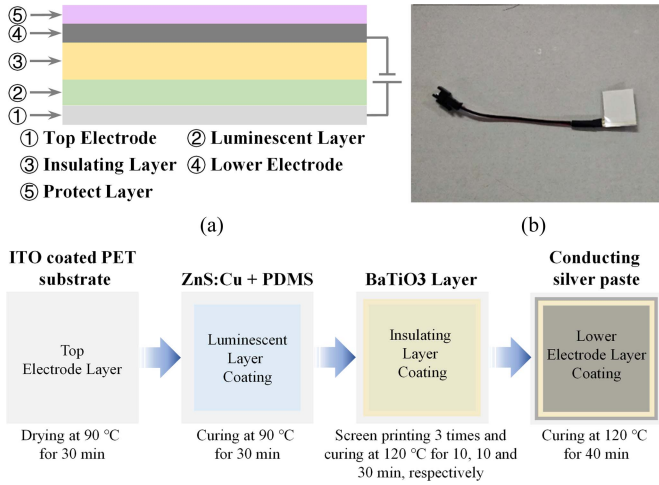 ⑤
④
③
②
①
① Top Electrode ② Luminescent Layer
③ Insulating Layer ④ Lower Electrode
⑤ Protect Layer
(a)
(b)
ITO coated PET
substrate
Top
Electrode Layer
Drying at 90 °C
for 30 min
ZnS:Cu + PDMS
Luminescent
Layer
Coating
Curing at 90 °C
for 30 min
BaTiO3 Layer
Insulating
Layer
Coating
Screen printing 3 times and
curing at 120 °C for 10, 10 and
30 min, respectively
Conducting
silver paste
Lower
Electrode Layer
Coating
Curing at 120 °C
for 40 min